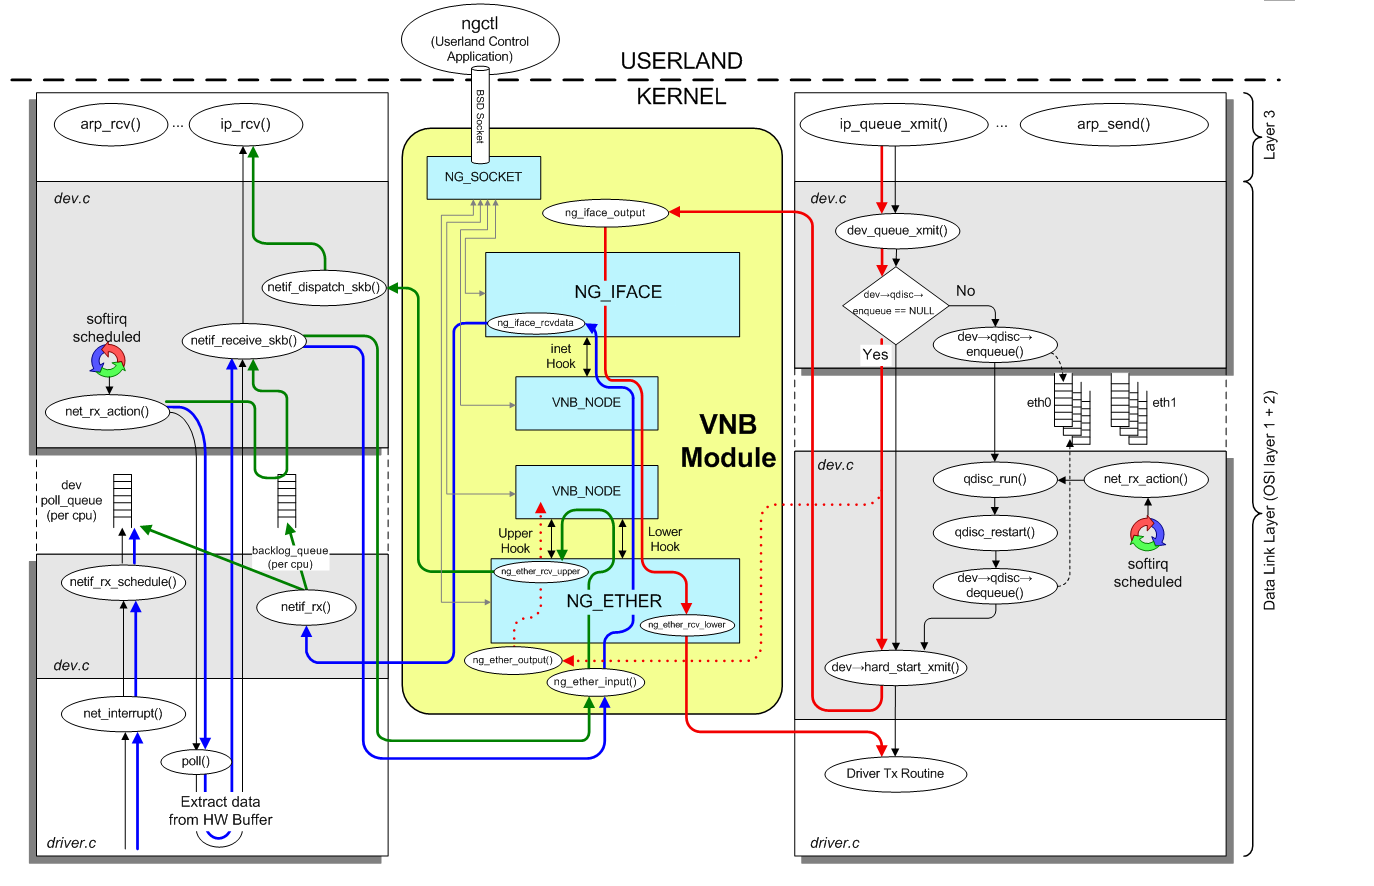 ngctl
(Userland Control
Application)
USERLAND
KERNEL
BSD Socket
arp_rcv()
...
ip_rcv()
dev.c
netif_dispatch_skb()
softirq
scheduled
netif_receive_skb()
net_rx_action()
dev
poll_queue
(per cpu)
backlog_queue
(per cpu)
netif_rx_schedule()
netif_rx()
dev.c
net_interrupt()
poll()
Extract data
from HW Buffer
driver.c
NG_SOCKET
ng_iface_output
NG_IFACE
ng_iface_rcvdata
inet
Hook
VNB_NODE
VNB
Module
VNB_NODE
Upper
Hook
Lower
Hook
ng_ether_rcv_upper
NG_ETHER
ng_ether_rcv_lower
ng_ether_output()
ng_ether_input()
ip_queue_xmit()
...
arp_send()
dev.c
dev_queue_xmit()
dev→qdisc→
enqueue == NULL
No
Yes
dev→qdisc→
enqueue()
eth0
eth1
dev.c
qdisc_run()
net_rx_action()
qdisc_restart()
softirq
scheduled
dev→qdisc→
dequeue()
dev→hard_start_xmit()
Driver Tx Routine
driver.c
Layer 3
Data Link Layer (OSI layer 1 + 2)